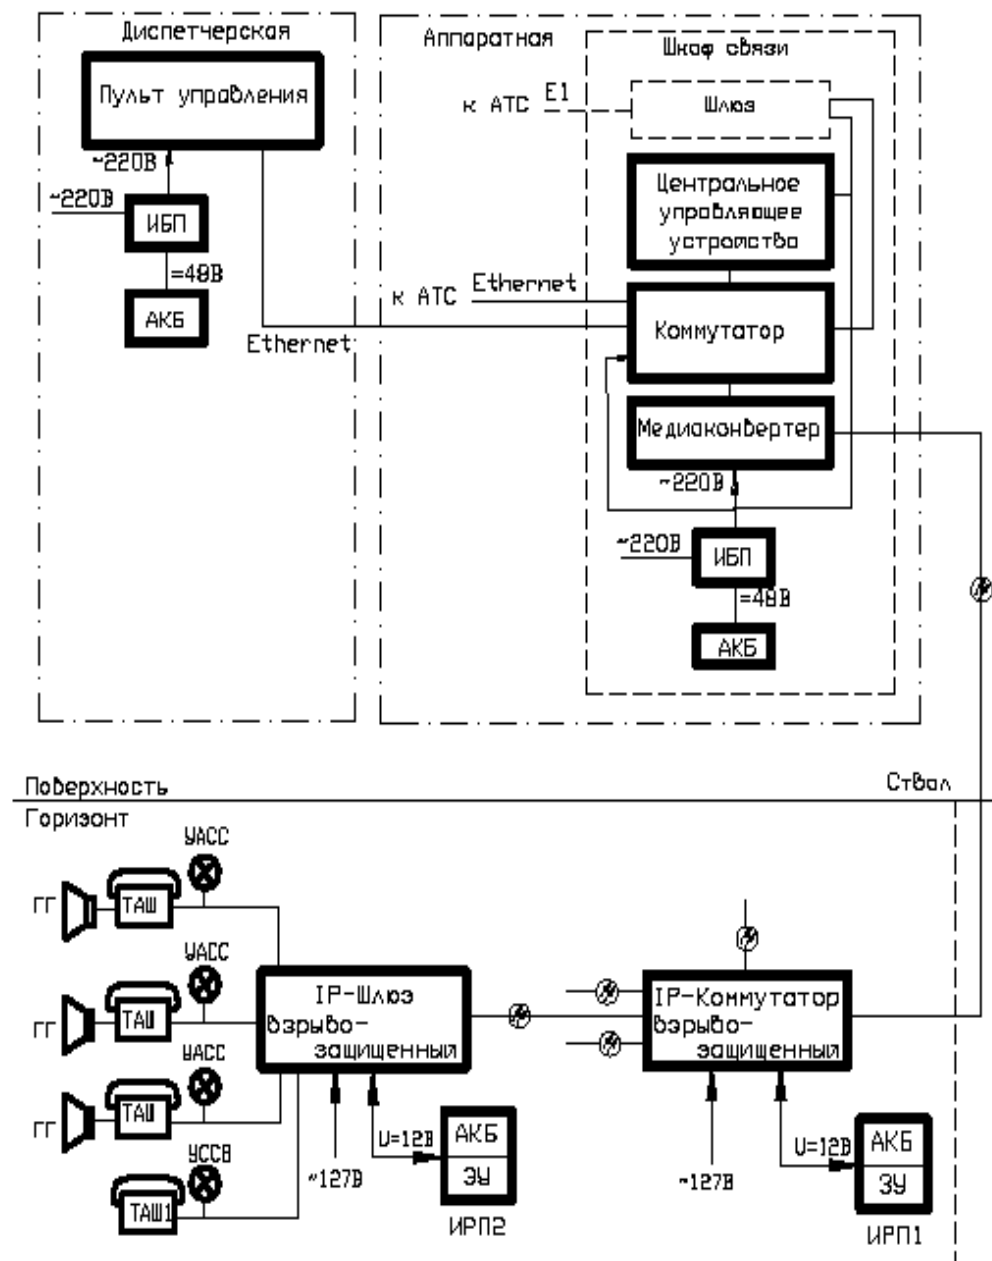 Диспетчерская
Пульт управления
~220В
~220В
ИБП
=48В
АКБ
Ethernet
Аппаратная
Шкаф связи
к АТС
E1
Шлюз
Центральное
управляющее
устройство
к АТС
Ethernet
Коммутатор
Медиаконвертер
~220В
~220В
ИБП
=48В
АКБ
Поверхность
Ствол
Горизонт
УАСС
ГГ
ТАШ
УАСС
ГГ
ТАШ
УАСС
ГГ
ТАШ
УССВ
ТАШ1
IP-Шлюз
взрыво-
защищенный
~127В
U=12В
АКБ
ЗУ
ИРП2
IP-Коммутатор
взрыво-
защищенный
~127В
U=12В
АКБ
ЗУ
ИРП1